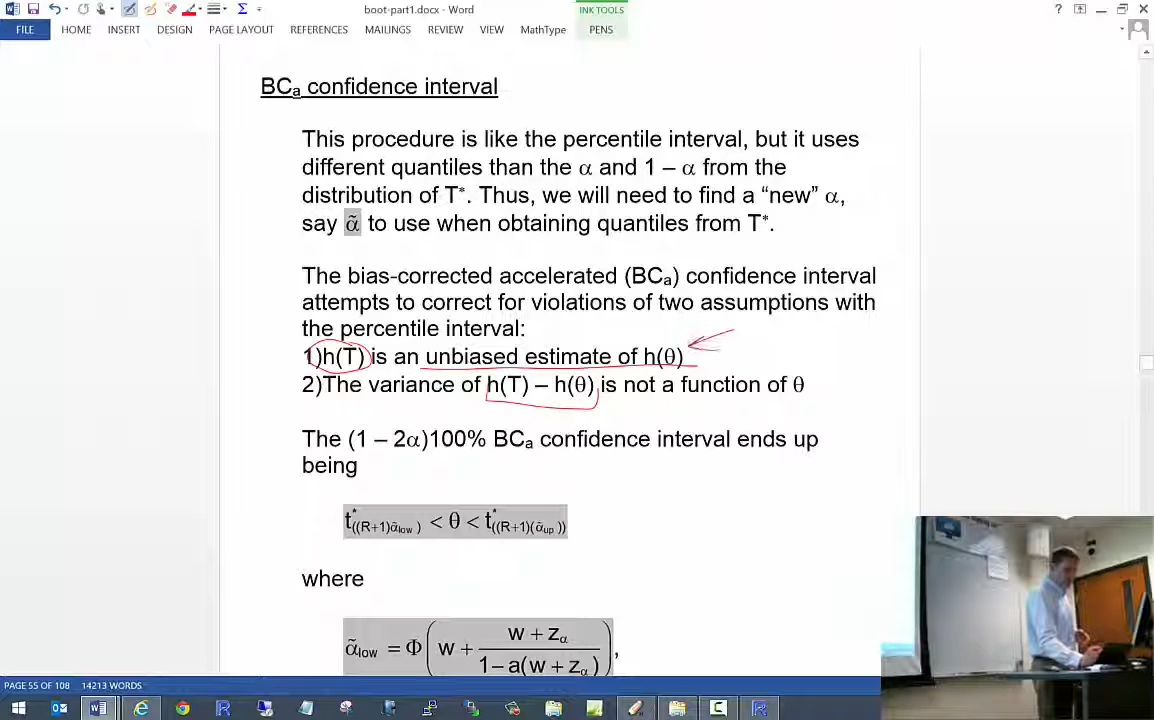 boot-part1.docx - Word
INK TOOLS
FILE HOME INSERT DESIGN PAGE LAYOUT REFERENCES MAILINGS REVIEW VIEW MathType PENS
BCa confidence interval
This procedure is like the percentile interval, but it uses
different quantiles than the α and 1 – α from the
distribution of T*. Thus, we will need to find a “new” α,
say α̃ to use when obtaining quantiles from T*.
The bias-corrected accelerated (BCa) confidence interval
attempts to correct for violations of two assumptions with
the percentile interval:
1)h(T) is an unbiased estimate of h(θ)
2)The variance of h(T) – h(θ) is not a function of θ
The (1 – 2α)100% BCa confidence interval ends up
being
t*((R+1)α̃low) < θ < t*((R+1)(α̃up))
where
α̃low = Φ(w + (w + zα)/(1– a(w + zα))),
PAGE 55 OF 108 14213 WORDS